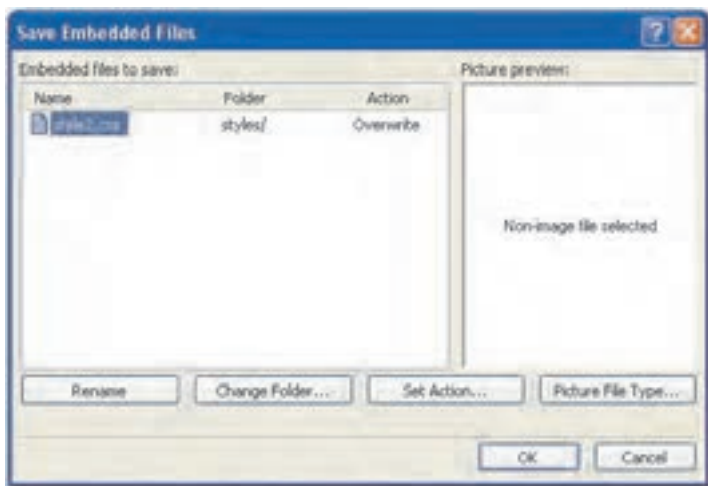 Save Embedded Files
Embedded files to save:
Picture preview:
Name Folder Action
styles/ Overwrite
Non-image file selected
Rename Change Folder... Set Action... Picture File Type...
OK Cancel